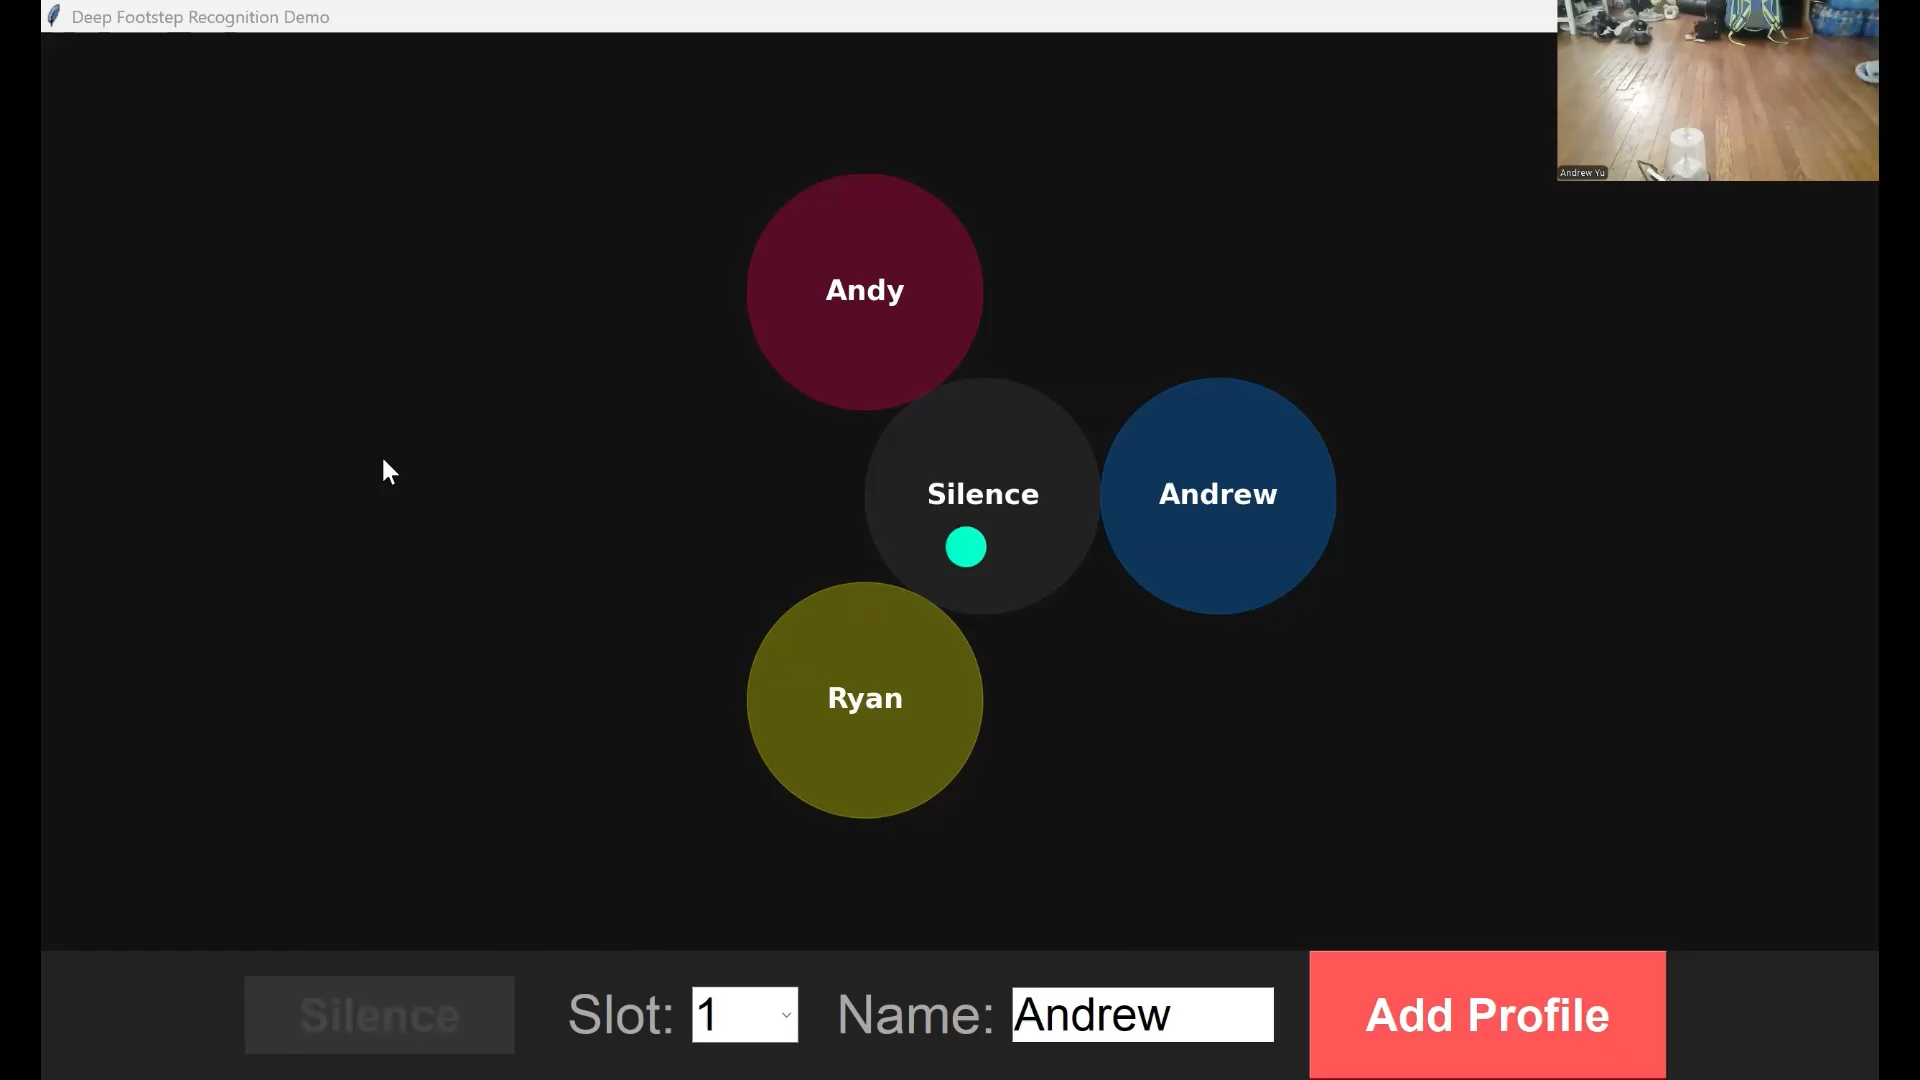 Deep Footstep Recognition Demo
Andrew Yu
Andy
Silence
Andrew
Ryan
Silence
Slot:
1
Name:
Andrew
Add Profile